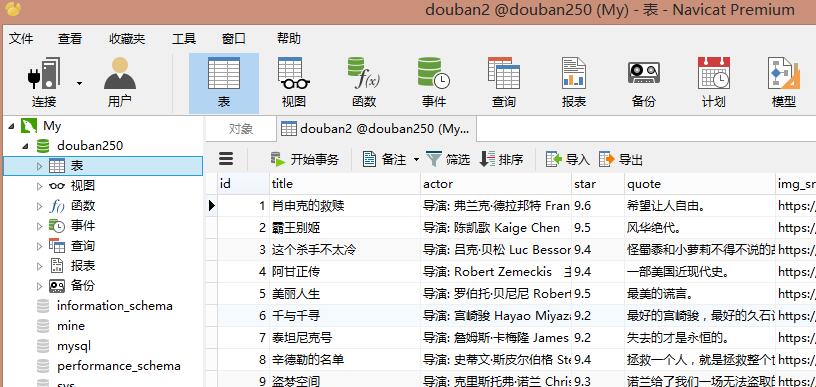 douban2 @douban250 (My) - 表 - Navicat Premium
文件 查看 收藏夹 工具 窗口 帮助
连接 用户 表 视图 函数 事件 查询 报表 备份 计划 模型
My
douban250
表
视图
函数
事件
查询
报表
备份
information_schema
mine
mysql
performance_schema
sys
对象 douban2 @douban250 (My...
开始事务 备注 筛选 排序 导入 导出
id title actor star quote img_sr
1 肖申克的救赎 导演: 弗兰克·德拉邦特 Fran 9.6 希望让人自由。 https:/
2 霸王别姬 导演: 陈凯歌 Kaige Chen 9.5 风华绝代。 https:/
3 这个杀手不太冷 导演: 吕克·贝松 Luc Besson 9.4 怪蜀黍和小萝莉不得不说的故 https:/
4 阿甘正传 导演: Robert Zemeckis 主 9.4 一部美国近现代史。 https:/
5 美丽人生 导演: 罗伯托·贝尼尼 Robert 9.5 最美的谎言。 https:/
6 千与千寻 导演: 宫崎骏 Hayao Miyaza 9.2 最好的宫崎骏，最好的久石 https:/
7 泰坦尼克号 导演: 詹姆斯·卡梅隆 James 9.2 失去的才是永恒的。 https:/
8 辛德勒的名单 导演: 史蒂文·斯皮尔伯格 Ste 9.4 拯救一个人，就是拯救整个 https:/
9 盗梦空间 导演: 克里斯托弗·诺兰 Chri 9.3 诺兰给了我们一场无法盗取的 https:/